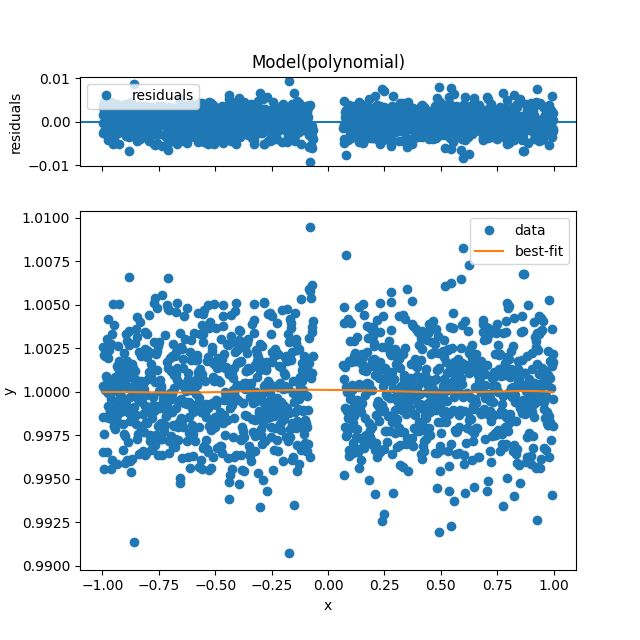 Model(polynomial)
0.01
0.00
−0.01
residuals
residuals
1.0100
1.0075
1.0050
1.0025
1.0000
0.9975
0.9950
0.9925
0.9900
y
data
best-fit
−1.00 −0.75 −0.50 −0.25 0.00 0.25 0.50 0.75 1.00
x